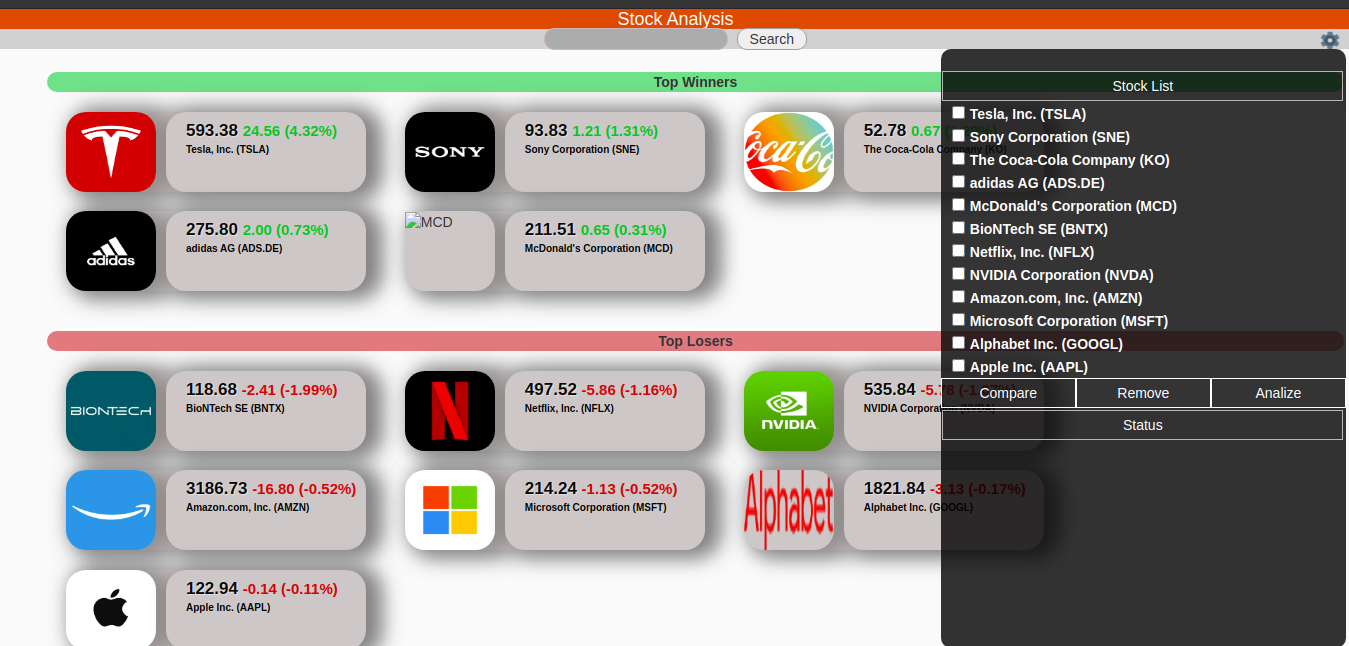 Stock Analysis
Search
Top Winners
593.38 24.56 (4.32%)
Tesla, Inc. (TSLA)
SONY
93.83 1.21 (1.31%)
Sony Corporation (SNE)
Coca-Co
52.78 0.67
The Coca-Cola Company (KO)
adidas
275.80 2.00 (0.73%)
adidas AG (ADS.DE)
MCD
211.51 0.65 (0.31%)
McDonald's Corporation (MCD)
Top Losers
BIONTECH
118.68 -2.41 (-1.99%)
BioNTech SE (BNTX)
497.52 -5.86 (-1.16%)
Netflix, Inc. (NFLX)
NVIDIA
535.84
NVIDIA Corporation
3186.73 -16.80 (-0.52%)
Amazon.com, Inc. (AMZN)
214.24 -1.13 (-0.52%)
Microsoft Corporation (MSFT)
Alphabet
1821.84 -3.13 (-0.17%)
Alphabet Inc. (GOOGL)
122.94 -0.14 (-0.11%)
Apple Inc. (AAPL)
Stock List
Tesla, Inc. (TSLA)
Sony Corporation (SNE)
The Coca-Cola Company (KO)
adidas AG (ADS.DE)
McDonald's Corporation (MCD)
BioNTech SE (BNTX)
Netflix, Inc. (NFLX)
NVIDIA Corporation (NVDA)
Amazon.com, Inc. (AMZN)
Microsoft Corporation (MSFT)
Alphabet Inc. (GOOGL)
Apple Inc. (AAPL)
Compare
Remove
Analize
Status